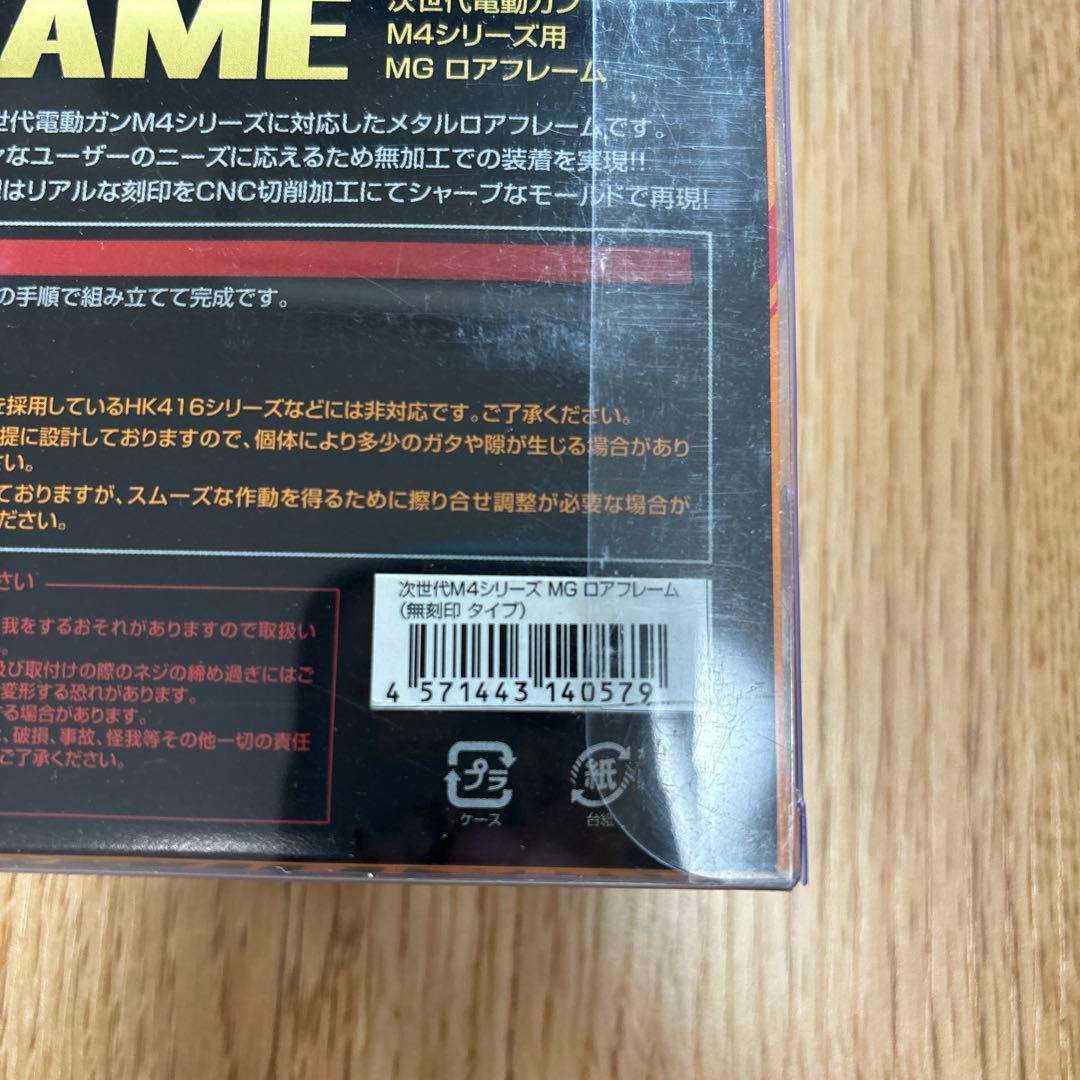 AME
次世代電動ガン
M4シリーズ用
MG ロアフレーム
世代電動ガンM4シリーズに対応したメタルロアフレームです。
なユーザーのニーズに応えるため無加工での装着を実現!!
はリアルな刻印をCNC切削加工にてシャープなモールドで再現!
の手順で組み立てて完成です。
を採用しているHK416シリーズなどには非対応です。ご了承ください。
提に設計しておりますので、個体により多少のガタや隙が生じる場合があり
い。
ておりますが、スムーズな作動を得るために擦り合せ調整が必要な場合が
ださい。
さい
我をするおそれがありますので取扱い
。
及び取付けの際のネジの締め過ぎにはご
変形する恐れがあります。
する場合があります。
、破損、事故、怪我等その他一切の責任
ご了承ください。
次世代M4シリーズ MG ロアフレーム
(無刻印 タイプ)
4 571443 140579
プラ
ケース
紙
台紙